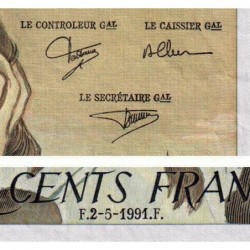 LE CONTROLEUR GAL LE CAISSIER GAL
LE SECRÉTAIRE GAL
CENTS FRAN
F.2-5-1991.F.